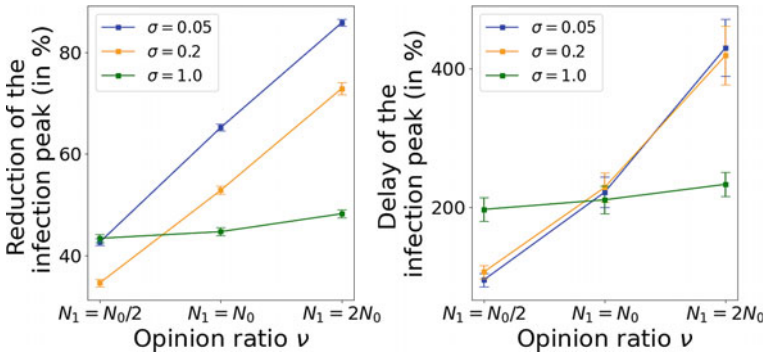 Reduction of the
infection peak (in %)
80
60
40
σ = 0.05
σ = 0.2
σ = 1.0
N₁ = N₀/2
N₁ = N₀
N₁ = 2N₀
Opinion ratio ν
Delay of the
infection peak (in %)
400
200
σ = 0.05
σ = 0.2
σ = 1.0
N₁ = N₀/2
N₁ = N₀
N₁ = 2N₀
Opinion ratio ν